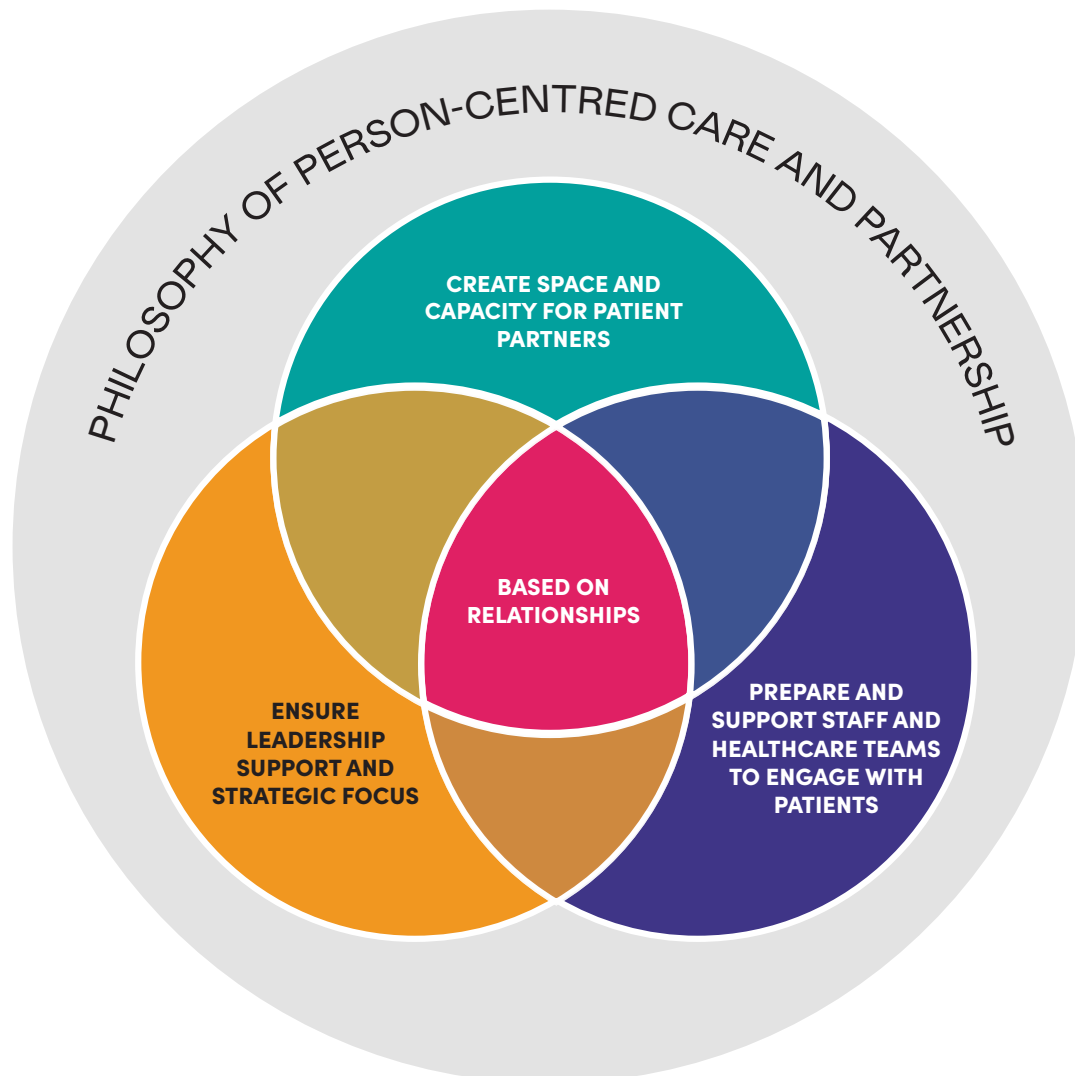 PHILOSOPHY OF PERSON-CENTRED CARE AND PARTNERSHIP
CREATE SPACE AND
CAPACITY FOR PATIENT
PARTNERS
BASED ON
RELATIONSHIPS
ENSURE
LEADERSHIP
SUPPORT AND
STRATEGIC FOCUS
PREPARE AND
SUPPORT STAFF AND
HEALTHCARE TEAMS
TO ENGAGE WITH
PATIENTS